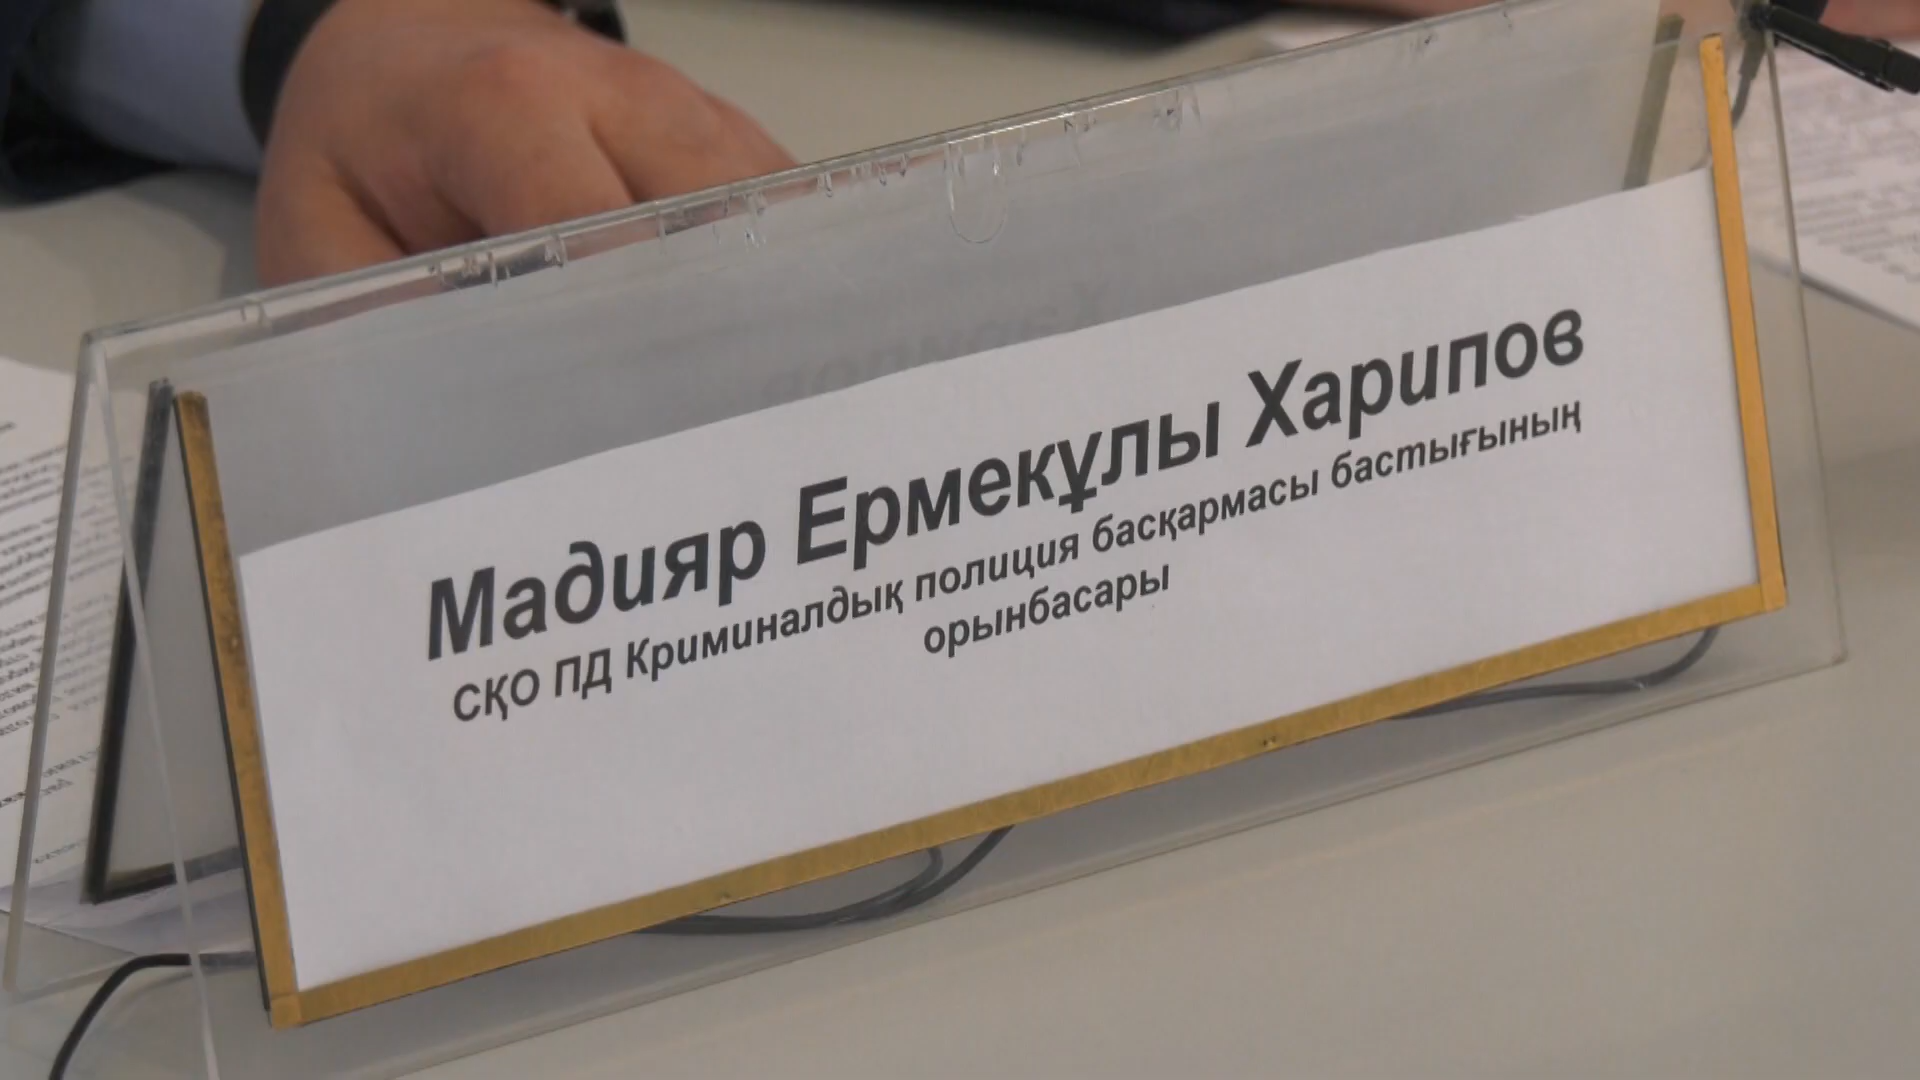 Мадияр Ермекұлы Харипов
СҚО ПД Криминалдық полиция басқармасы бастығының
орынбасары